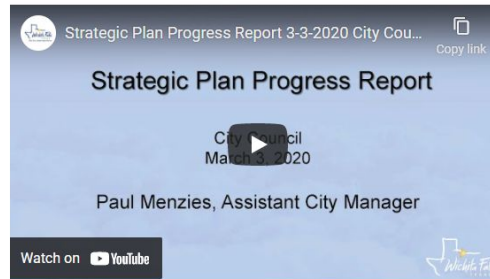 Strategic Plan Progress Report 3-3-2020 City Cou...
Copy link
Strategic Plan Progress Report
City Council
March 3, 2020
Paul Menzies, Assistant City Manager
Watch on YouTube